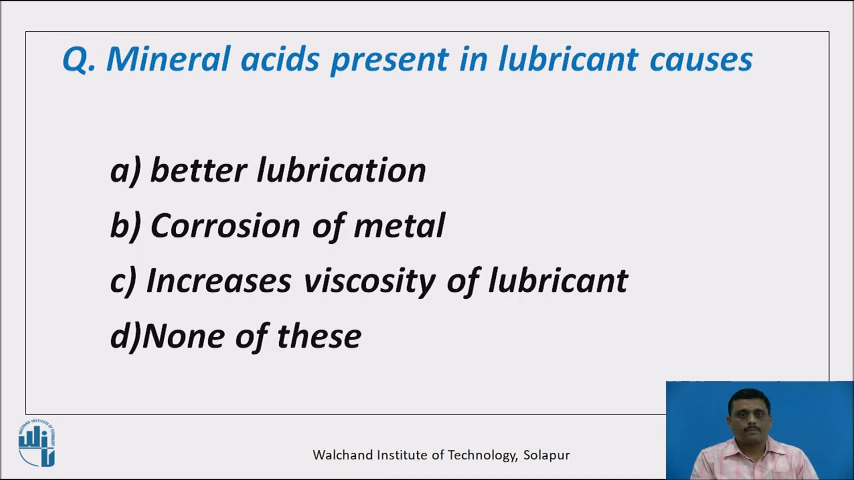 Q. Mineral acids present in lubricant causes
a) better lubrication
b) Corrosion of metal
c) Increases viscosity of lubricant
d)None of these
Walchand Institute of Technology, Solapur